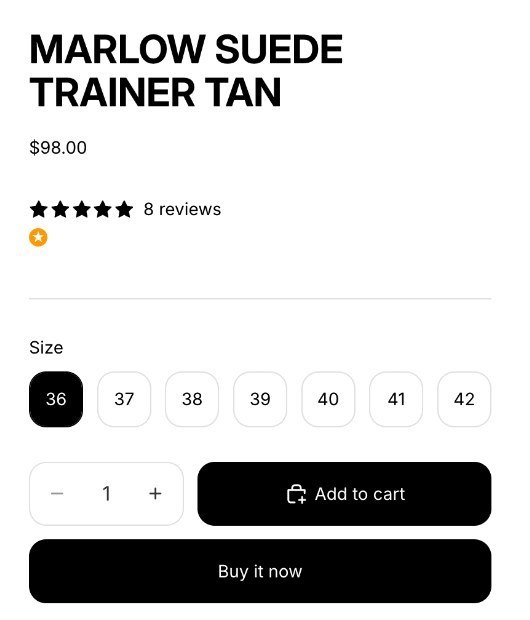 MARLOW SUEDE
TRAINER TAN
$98.00
8 reviews
Size
36 37 38 39 40 41 42
− 1 + Add to cart
Buy it now